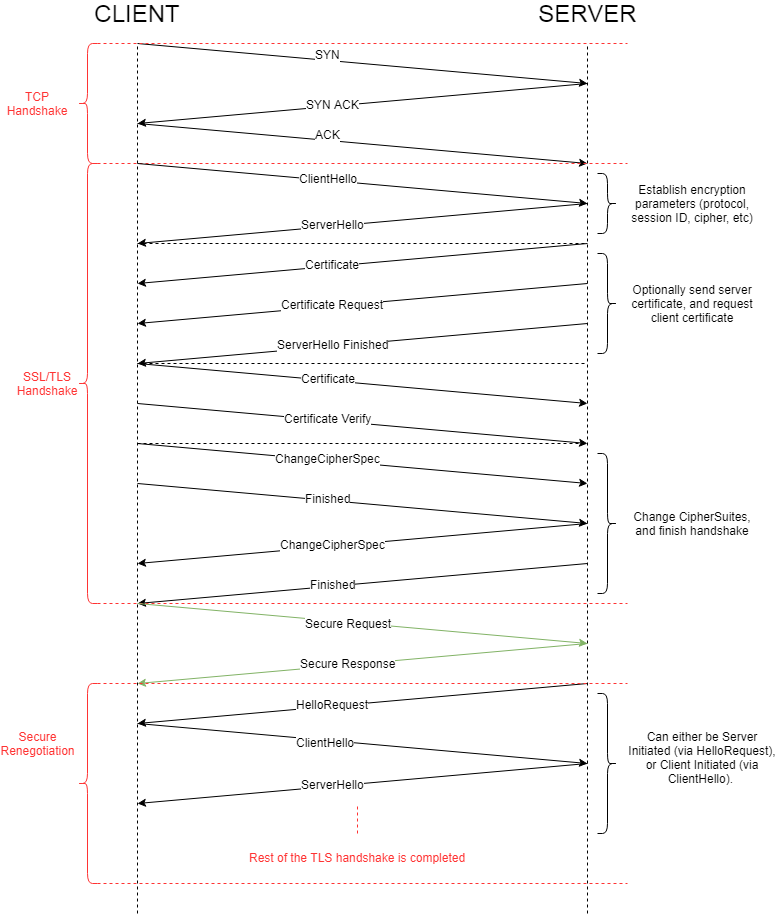 CLIENT
SERVER
SYN
TCP
Handshake
SYN ACK
ACK
ClientHello
Establish encryption
parameters (protocol,
session ID, cipher, etc)
ServerHello
Certificate
Optionally send server
certificate, and request
client certificate
Certificate Request
ServerHello Finished
SSL/TLS
Handshake
Certificate
Certificate Verify
ChangeCipherSpec
Finished
Change CipherSuites,
and finish handshake
ChangeCipherSpec
Finished
Secure Request
Secure Response
HelloRequest
Secure
Renegotiation
ClientHello
Can either be Server
Initiated (via HelloRequest),
or Client Initiated (via
ClientHello).
ServerHello
Rest of the TLS handshake is completed